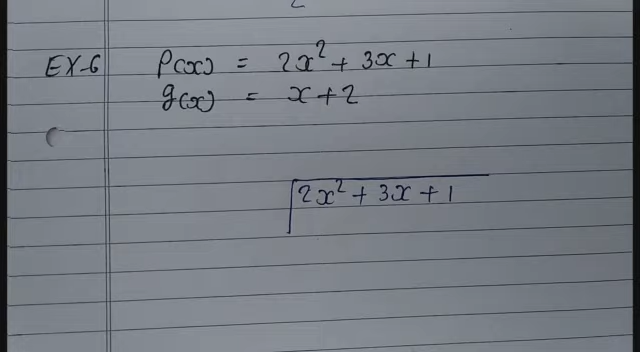 EX-6 P(x) = 2x² + 3x + 1
g(x) = x + 2
2x² + 3x + 1